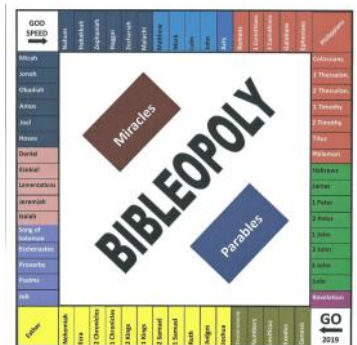 GOD
SPEED
Nahum
Habakkuk
Zephaniah
Haggai
Zechariah
Malachi
Matthew
Mark
Luke
John
Acts
Romans
1 Corinthians
2 Corinthians
Galatians
Ephesians
Philippians
Micah
Jonah
Obadiah
Amos
Joel
Hosea
Daniel
Ezekiel
Lamentations
Jeremiah
Isaiah
Song of
Solomon
Ecclesiastes
Proverbs
Psalms
Job
Miracles
BIBLEOPOLY
Parables
Colossians
1 Thessalon.
2 Thessalon.
1 Timothy
2 Timothy
Titus
Philemon
Hebrews
James
1 Peter
2 Peter
1 John
2 John
John
Jude
Revelation
Esther
Nehemiah
Ezra
2 Chronicles
1 Chronicles
2 Kings
1 Kings
2 Samuel
1 Samuel
Ruth
Judges
Joshua
Deuteronomy
Numbers
Leviticus
Exodus
Genesis
GO
2019